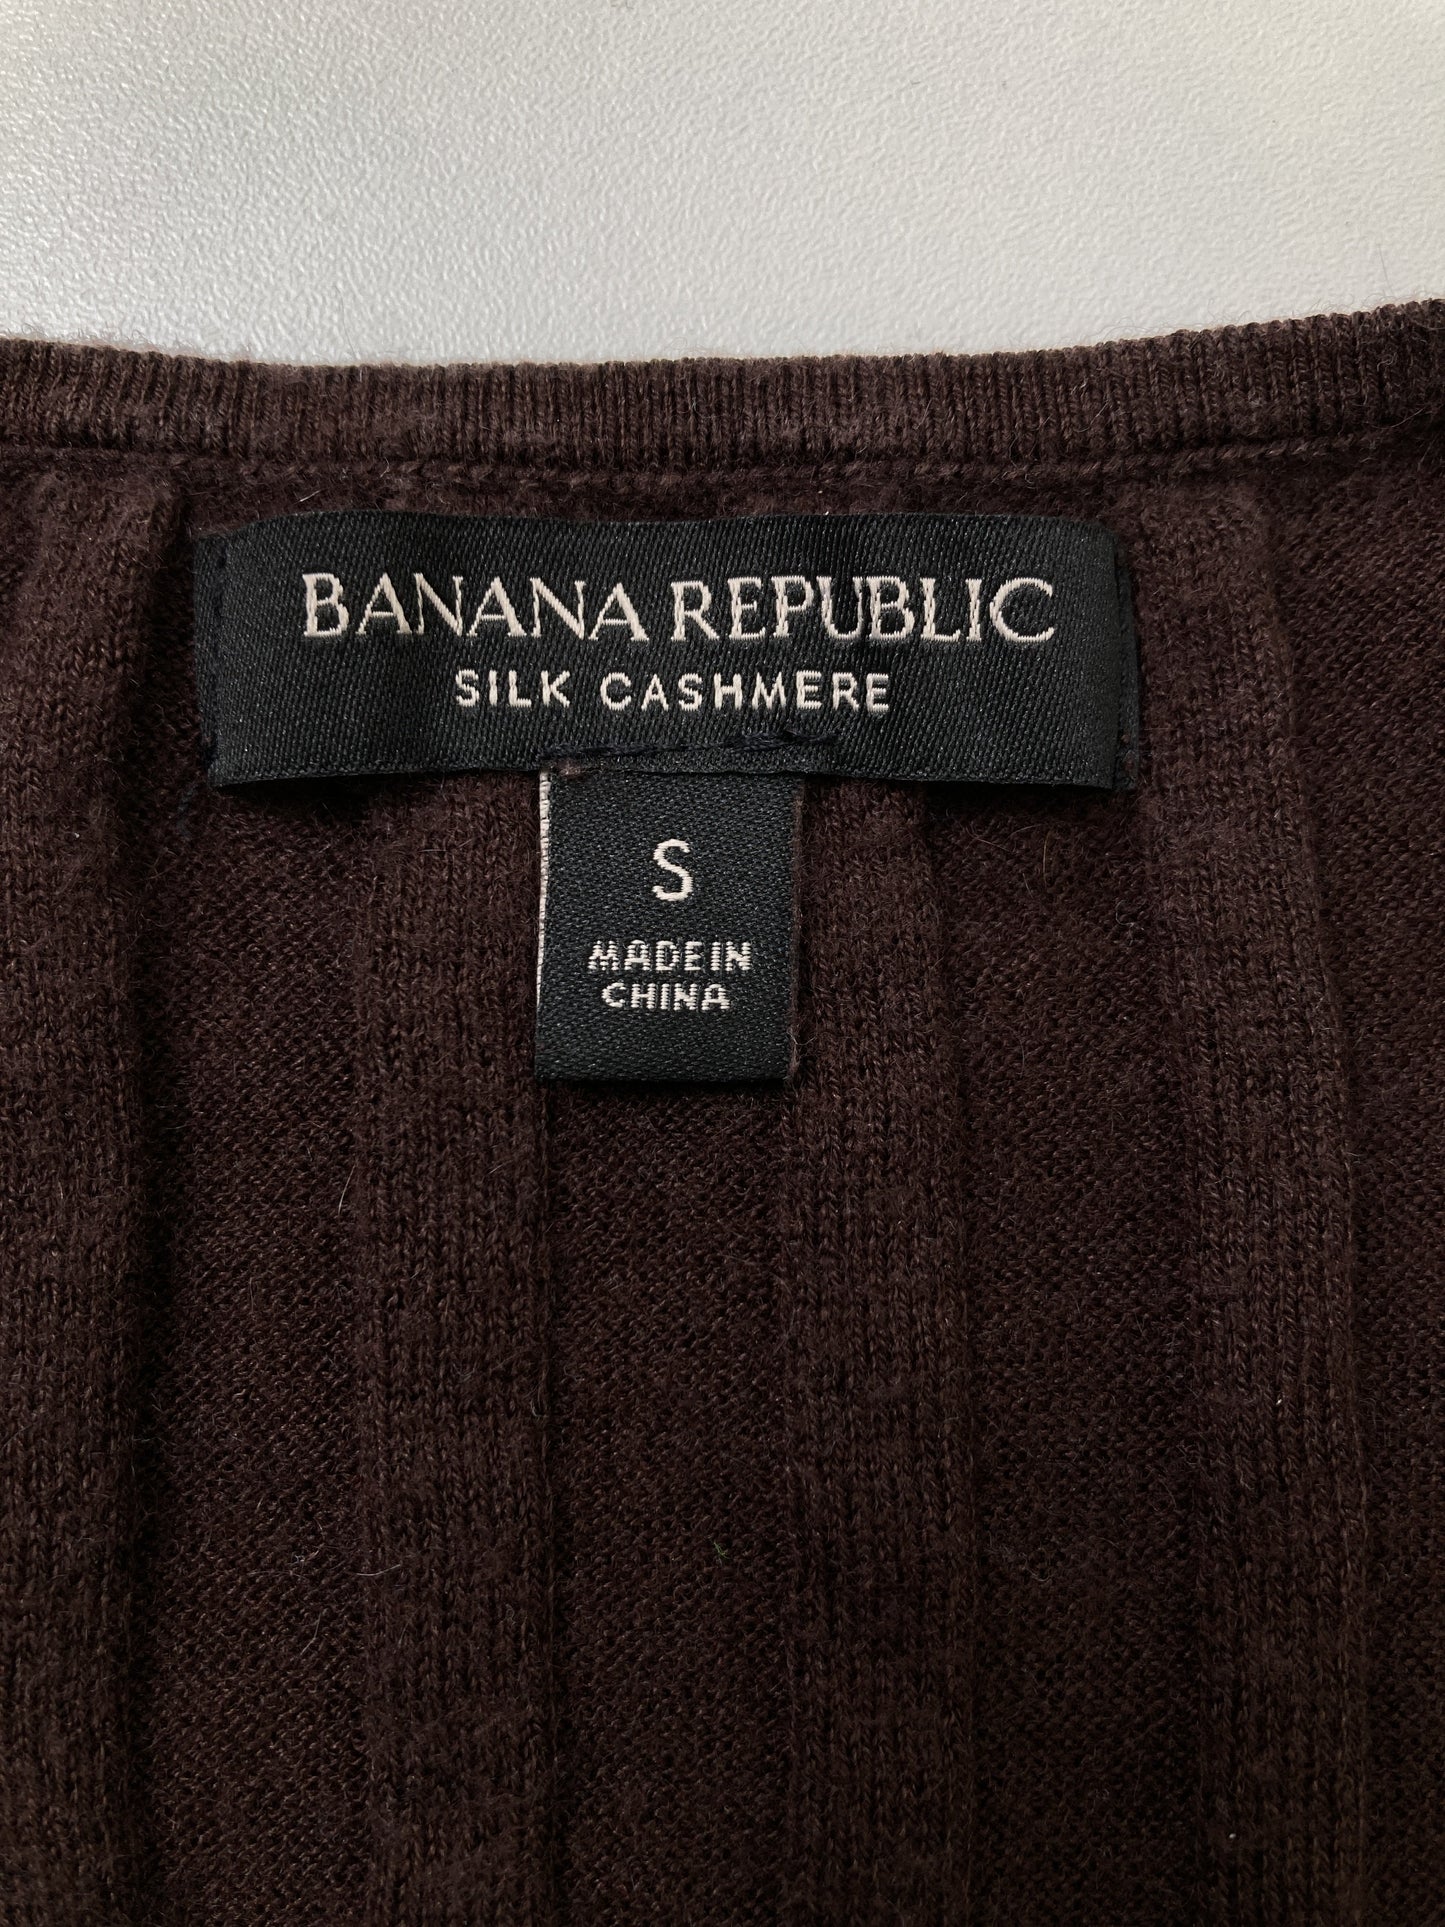 BANANA REPUBLIC
SILK CASHMERE
S
MADE IN
CHINA